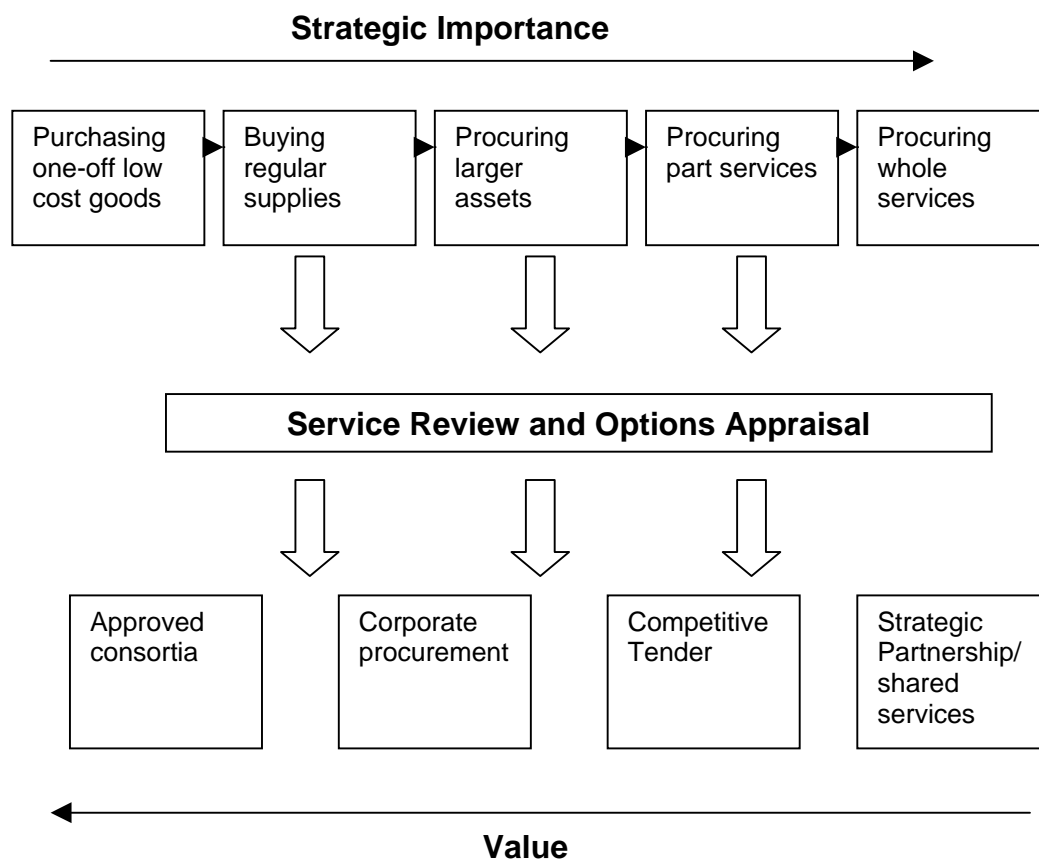 Strategic Importance
Purchasing
one-off low
cost goods
Buying
regular
supplies
Procuring
larger
assets
Procuring
part services
Procuring
whole
services
Service Review and Options Appraisal
Approved
consortia
Corporate
procurement
Competitive
Tender
Strategic
Partnership/
shared
services
Value